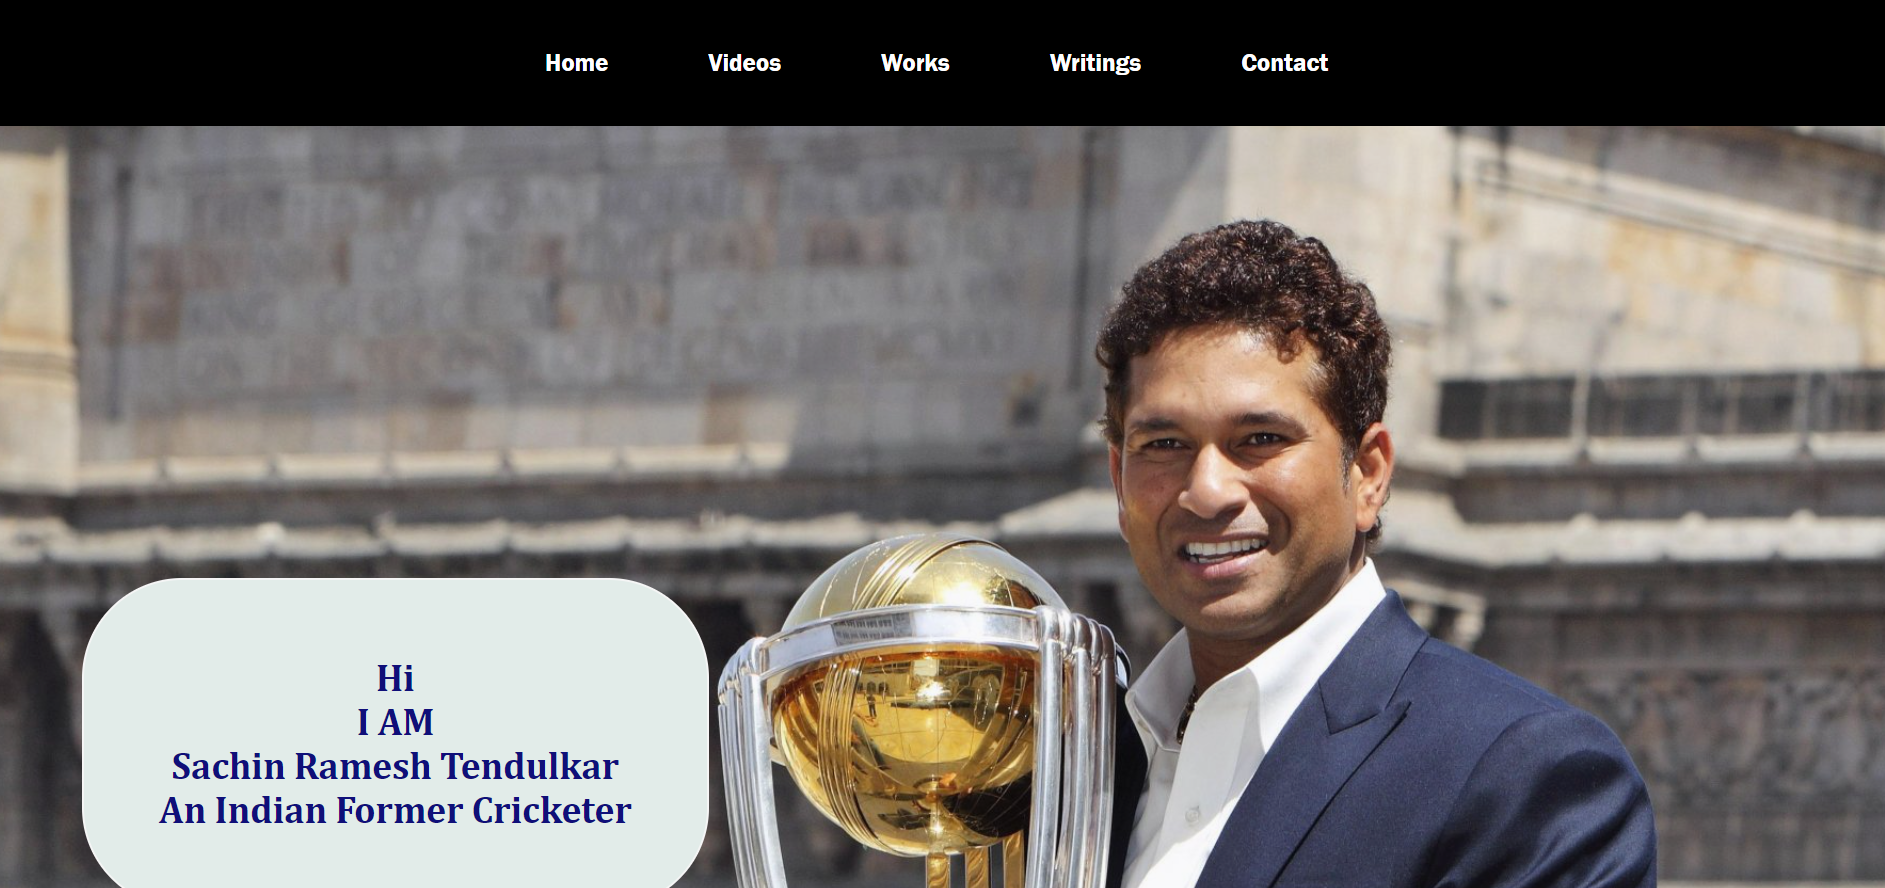 Home Videos Works Writings Contact
Hi
I AM
Sachin Ramesh Tendulkar
An Indian Former Cricketer